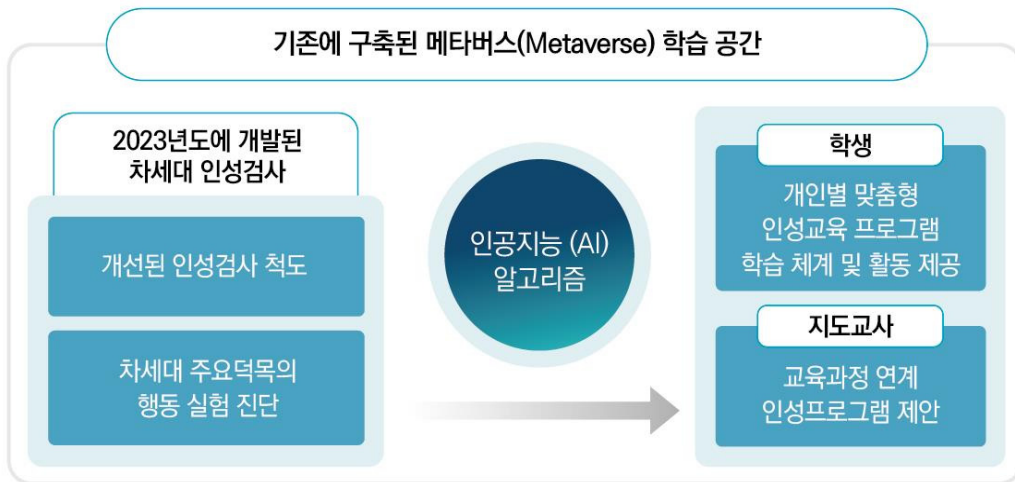 기존에 구축된 메타버스(Metaverse) 학습 공간
2023년도에 개발된
차세대 인성검사
개선된 인성검사 척도
차세대 주요덕목의
행동 실험 진단
인공지능 (AI)
알고리즘
학생
개인별 맞춤형
인성교육 프로그램
학습 체계 및 활동 제공
지도교사
교육과정 연계
인성프로그램 제안